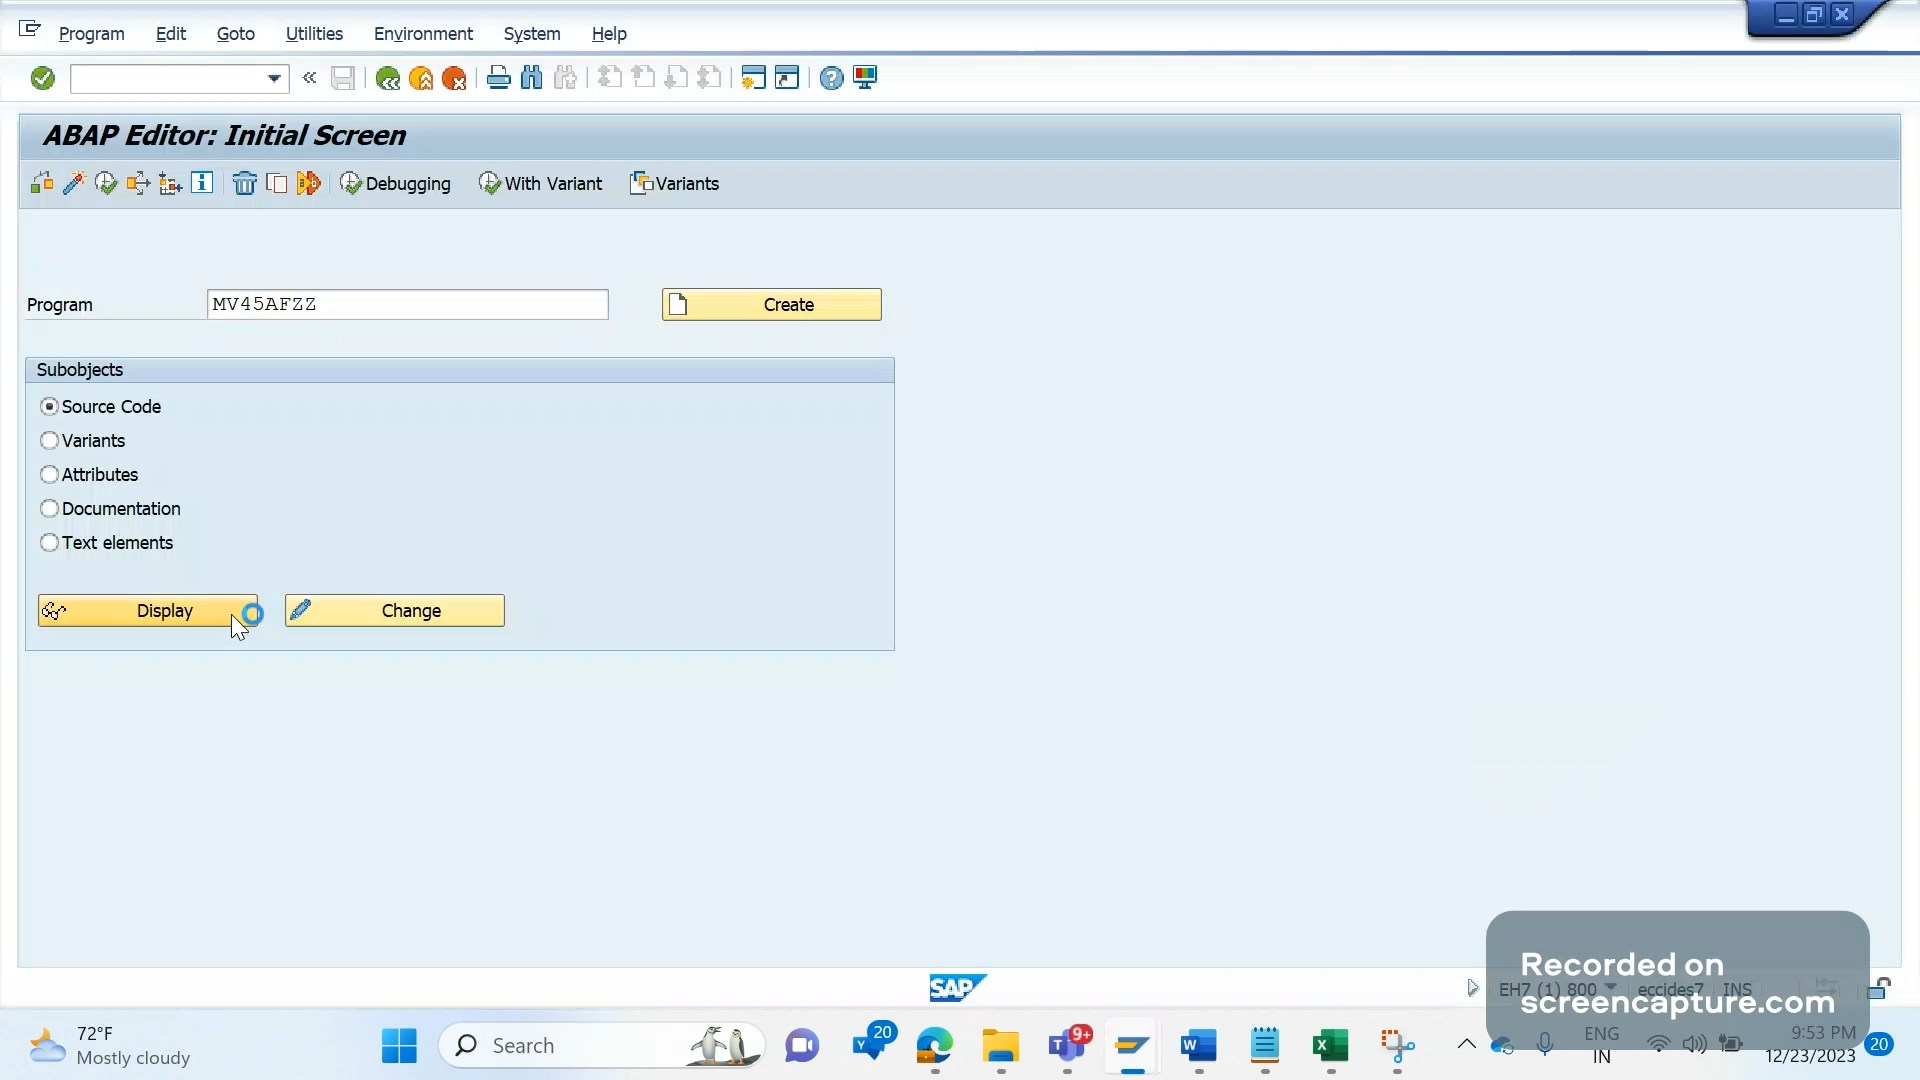 Program Edit Goto Utilities Environment System Help
ABAP Editor: Initial Screen
Debugging With Variant Variants
Program MV45AFZZ Create
Subobjects
Source Code
Variants
Attributes
Documentation
Text elements
Display Change
SAP
EH7 (1) 800 eccides7 INS
Recorded on
screencapture.com
72°F
Mostly cloudy
Search
20
9+
ENG
IN
9:53 PM
12/23/2023
20